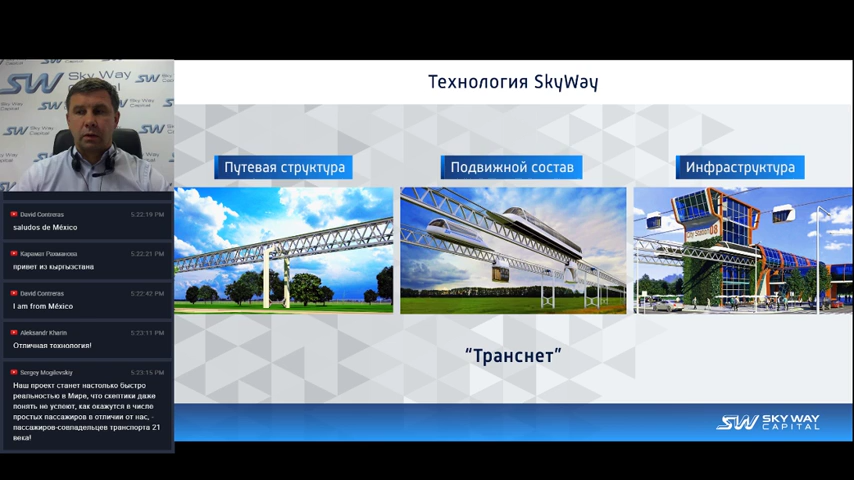 Технология SkyWay
Путевая структура
Подвижной состав
Инфраструктура
“Транснет”
SW SKY WAY
CAPITAL
Sky Way
Capital
David Contreras 5:22:19 PM
saludos de México
Карамат Рахманова 5:22:21 PM
привет из кыргызстана
David Contreras 5:22:42 PM
I am from México
Aleksandr Kharin 5:23:11 PM
Отличная технология!
Sergey Mogilevskiy 5:23:15 PM
Наш проект станет настолько быстро
реальностью в Мире, что скептики даже
понять не успеют, как окажутся в числе
простых пассажиров в отличии от нас, -
пассажиров-совладельцев транспорта 21
века!